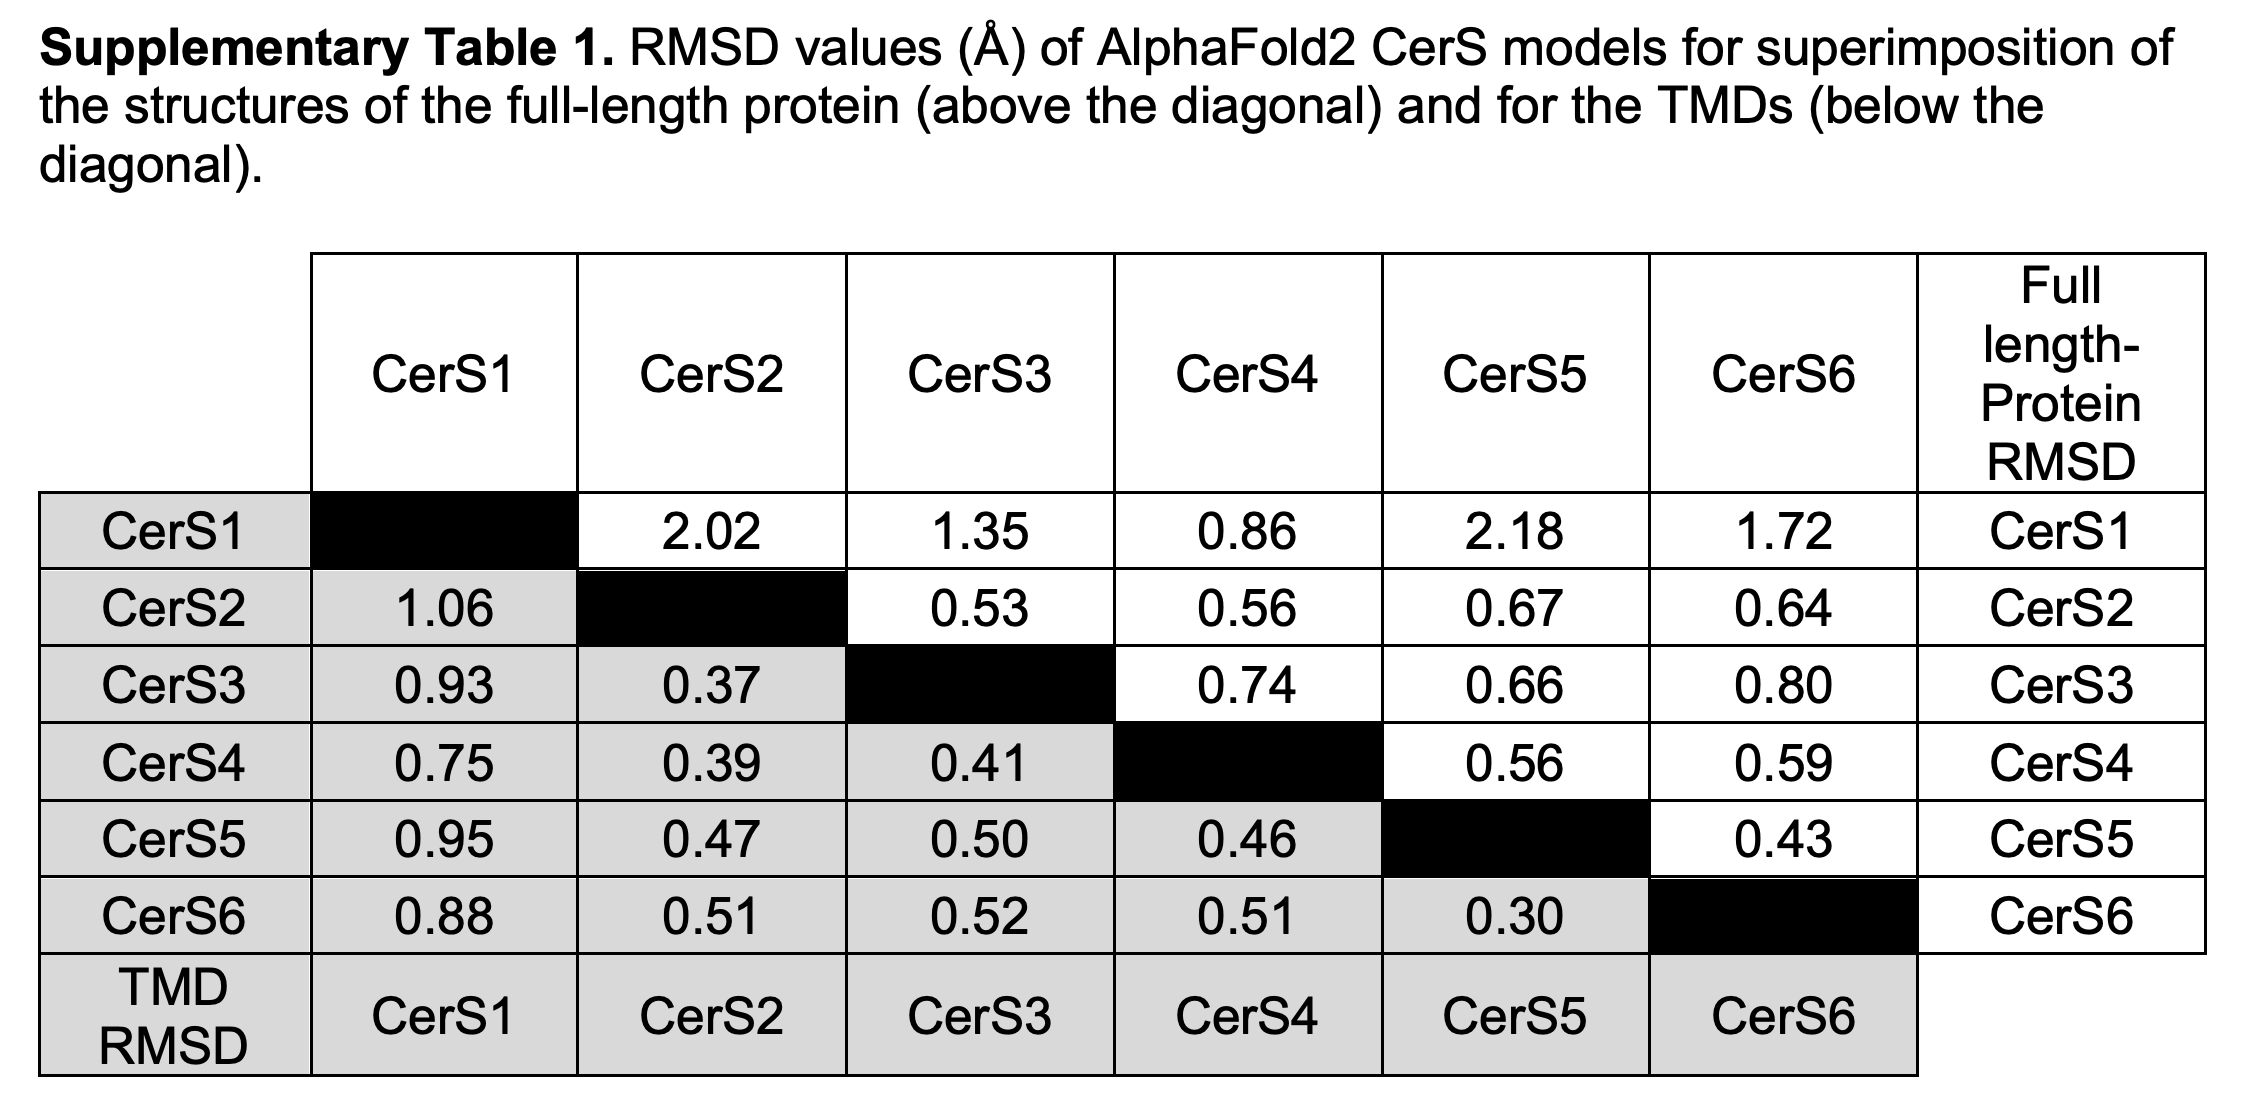 Supplementary Table 1. RMSD values (Å) of AlphaFold2 CerS models for superimposition of
the structures of the full-length protein (above the diagonal) and for the TMDs (below the
diagonal).
CerS1 CerS2 CerS3 CerS4 CerS5 CerS6 Full
length-
Protein
RMSD
CerS1 2.02 1.35 0.86 2.18 1.72 CerS1
CerS2 1.06 0.53 0.56 0.67 0.64 CerS2
CerS3 0.93 0.37 0.74 0.66 0.80 CerS3
CerS4 0.75 0.39 0.41 0.56 0.59 CerS4
CerS5 0.95 0.47 0.50 0.46 0.43 CerS5
CerS6 0.88 0.51 0.52 0.51 0.30 CerS6
TMD
RMSD CerS1 CerS2 CerS3 CerS4 CerS5 CerS6